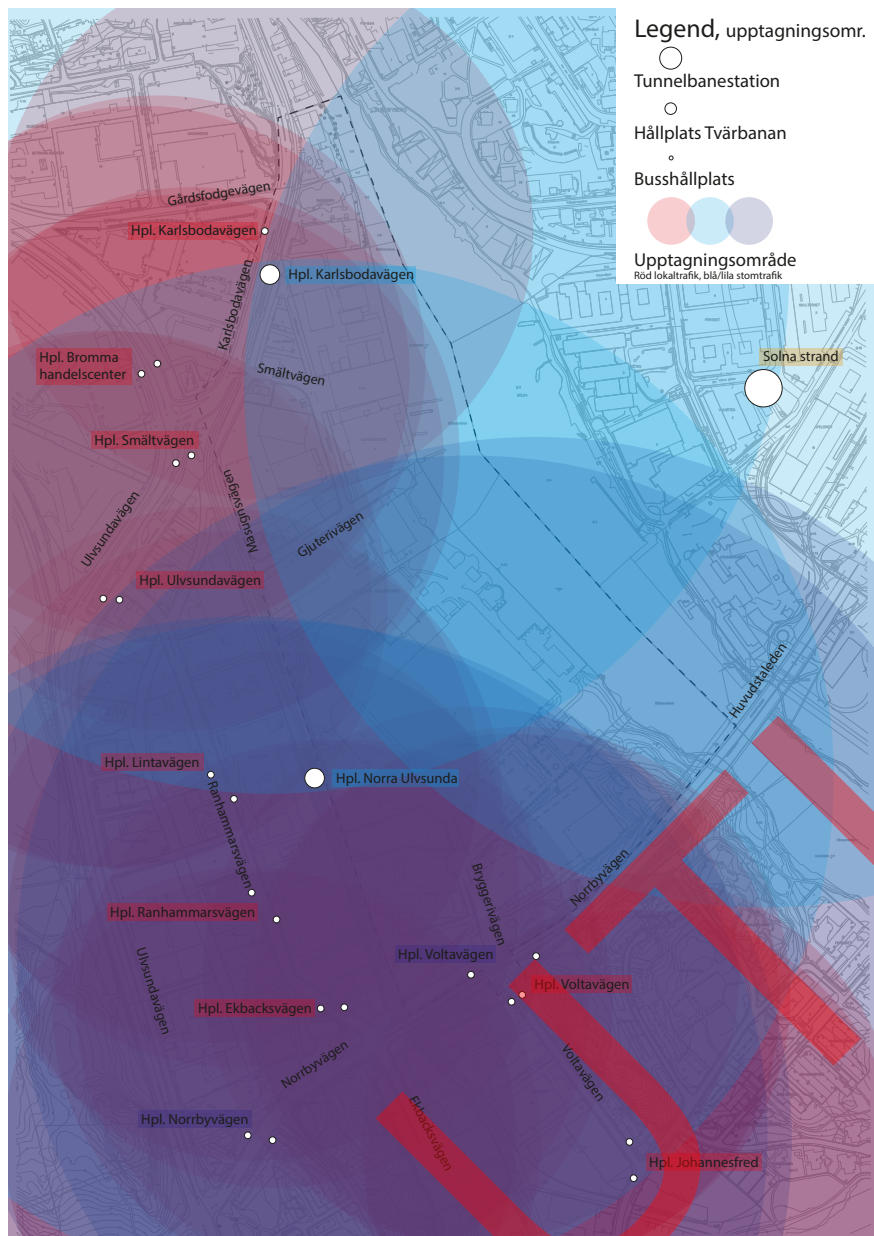 Legend, upptagningsomr.
Tunnelbanestation
Hållplats Tvärbanan
Busshållplats
Upptagningsområde
Röd lokaltrafik, blå/lila stomtrafik
Gårdsfodgevägen
Hpl. Karlsbodavägen
Hpl. Karlsbodavägen
Karlsbodavägen
Hpl. Bromma
handelscenter
Smältvägen
Solna strand
Hpl. Smältvägen
Ulvsundavägen
Masugnsvägen
Gjuterivägen
Hpl. Ulvsundavägen
Huvudstaleden
Hpl. Lintavägen
Hpl. Norra Ulvsunda
Ranhammarsvägen
Norrbyvägen
Bryggerivägen
Hpl. Ranhammarsvägen
Ulvsundavägen
Hpl. Voltavägen
Hpl. Voltavägen
Hpl. Ekbacksvägen
Norrbyvägen
Voltavägen
Ekbacksvägen
Hpl. Norrbyvägen
Hpl. Johannesfred